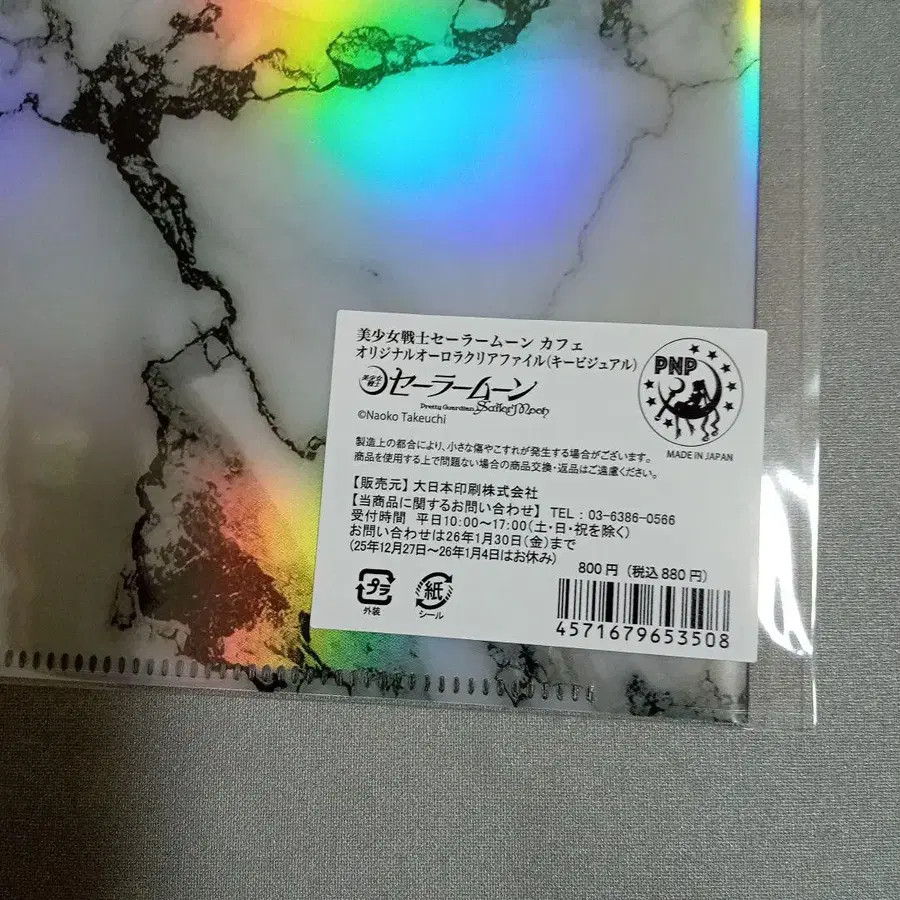 美少女戦士セーラームーン カフェ
オリジナルオーロラクリアファイル(キービジュアル)
美少女
戦士
セーラームーン
Pretty Guardian Sailor Moon
©Naoko Takeuchi
PNP
MADE IN JAPAN
製造上の都合により、小さな傷やこすれが発生する場合がございます。
商品を使用する上で問題ない場合の商品交換・返品はご遠慮ください。
【販売元】大日本印刷株式会社
【当商品に関するお問い合わせ】 TEL：03-6386-0566
受付時間 平日10:00～17:00(土・日・祝を除く)
お問い合わせは26年1月30日(金)まで
(25年12月27日～26年1月4日はお休み)
800円（税込880円）
プラ
外装
紙
シール
4571679653508